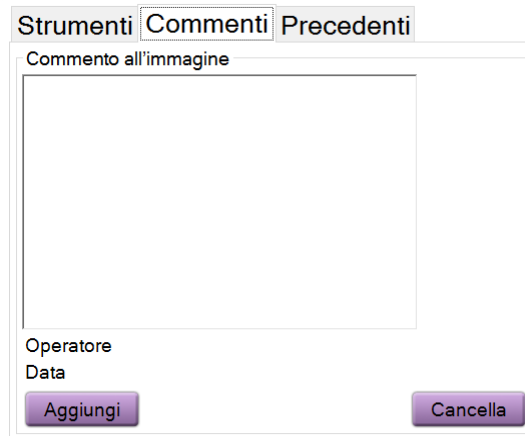 Strumenti Commenti Precedenti
Commento all'immagine
Operatore
Data
Aggiungi Cancella